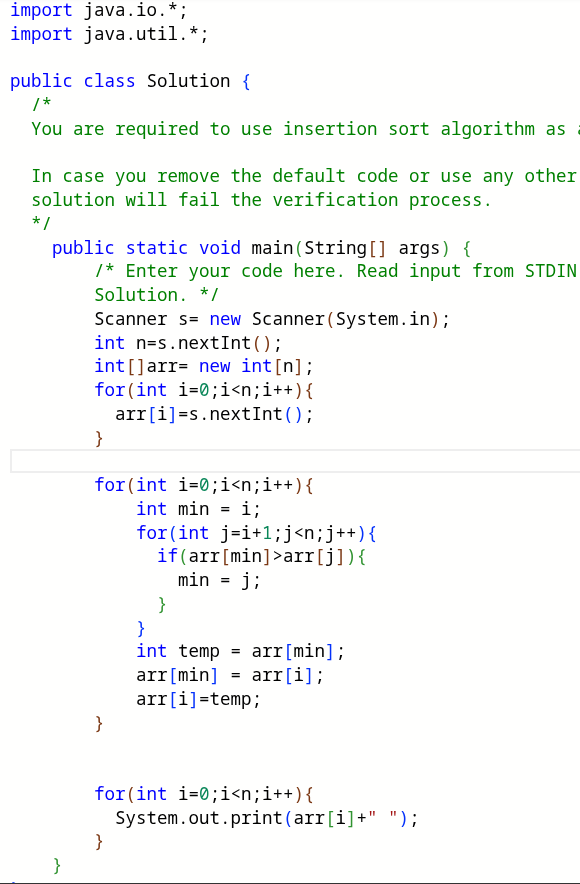 import java.io.*;
import java.util.*;
public class Solution {
/*
You are required to use insertion sort algorithm as
In case you remove the default code or use any other
solution will fail the verification process.
*/
public static void main(String[] args) {
/* Enter your code here. Read input from STDIN
Solution. */
Scanner s= new Scanner(System.in);
int n=s.nextInt();
int[]arr= new int[n];
for(int i=0;i<n;i++){
arr[i]=s.nextInt();
}
for(int i=0;i<n;i++){
int min = i;
for(int j=i+1;j<n;j++){
if(arr[min]>arr[j]){
min = j;
}
}
int temp = arr[min];
arr[min] = arr[i];
arr[i]=temp;
}
for(int i=0;i<n;i++){
System.out.print(arr[i]+" ");
}
}